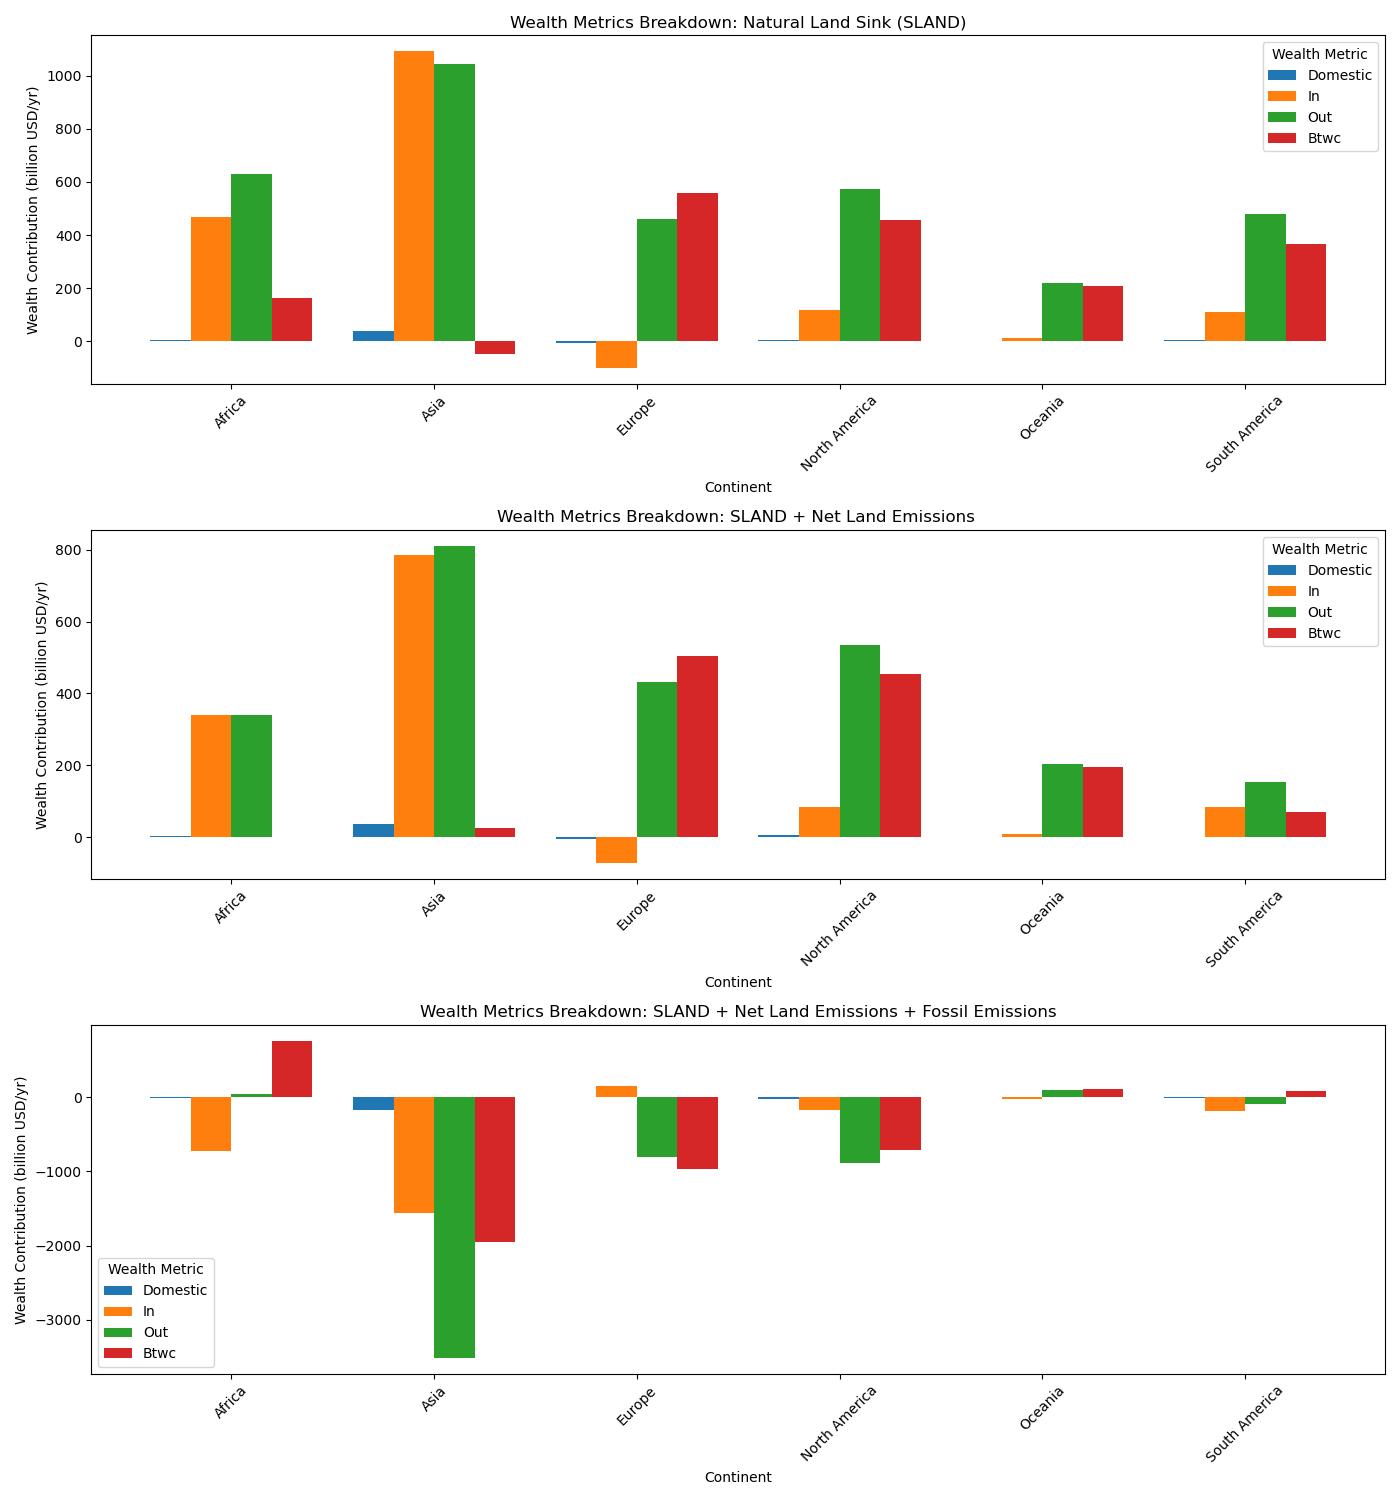 Wealth Metrics Breakdown: Natural Land Sink (SLAND)
Wealth Contribution (billion USD/yr)
1000
800
600
400
200
0
Wealth Metric
Domestic
In
Out
Btwc
Africa
Asia
Europe
North America
Oceania
South America
Continent
Wealth Metrics Breakdown: SLAND + Net Land Emissions
Wealth Contribution (billion USD/yr)
800
600
400
200
0
Wealth Metric
Domestic
In
Out
Btwc
Africa
Asia
Europe
North America
Oceania
South America
Continent
Wealth Metrics Breakdown: SLAND + Net Land Emissions + Fossil Emissions
Wealth Contribution (billion USD/yr)
0
−1000
−2000
−3000
Wealth Metric
Domestic
In
Out
Btwc
Africa
Asia
Europe
North America
Oceania
South America
Continent